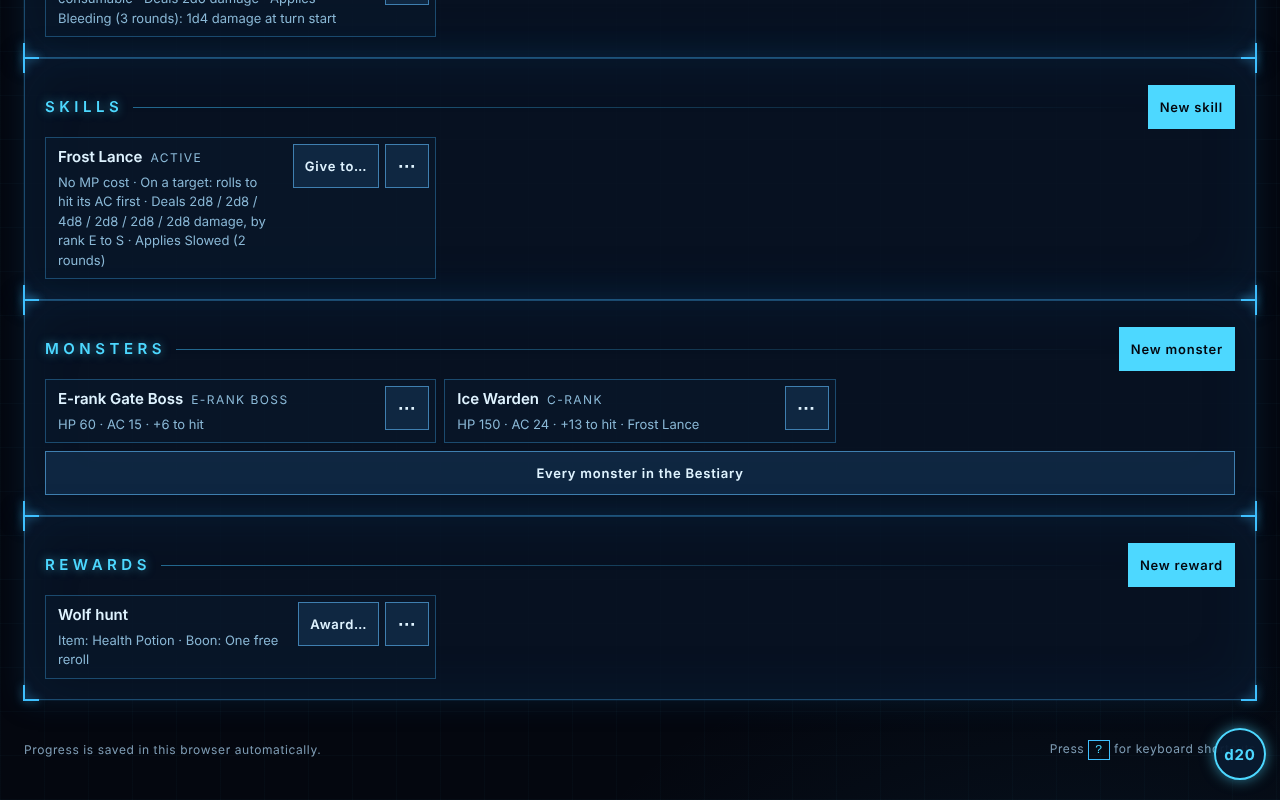 Bleeding (3 rounds): 1d4 damage at turn start
SKILLS
New skill
Frost Lance ACTIVE
Give to...
...
No MP cost · On a target: rolls to
hit its AC first · Deals 2d8 / 2d8 /
4d8 / 2d8 / 2d8 / 2d8 damage, by
rank E to S · Applies Slowed (2
rounds)
MONSTERS
New monster
E-rank Gate Boss E-RANK BOSS
...
HP 60 · AC 15 · +6 to hit
Ice Warden C-RANK
...
HP 150 · AC 24 · +13 to hit · Frost Lance
Every monster in the Bestiary
REWARDS
New reward
Wolf hunt
Award...
...
Item: Health Potion · Boon: One free
reroll
Progress is saved in this browser automatically.
Press ? for keyboard
d20